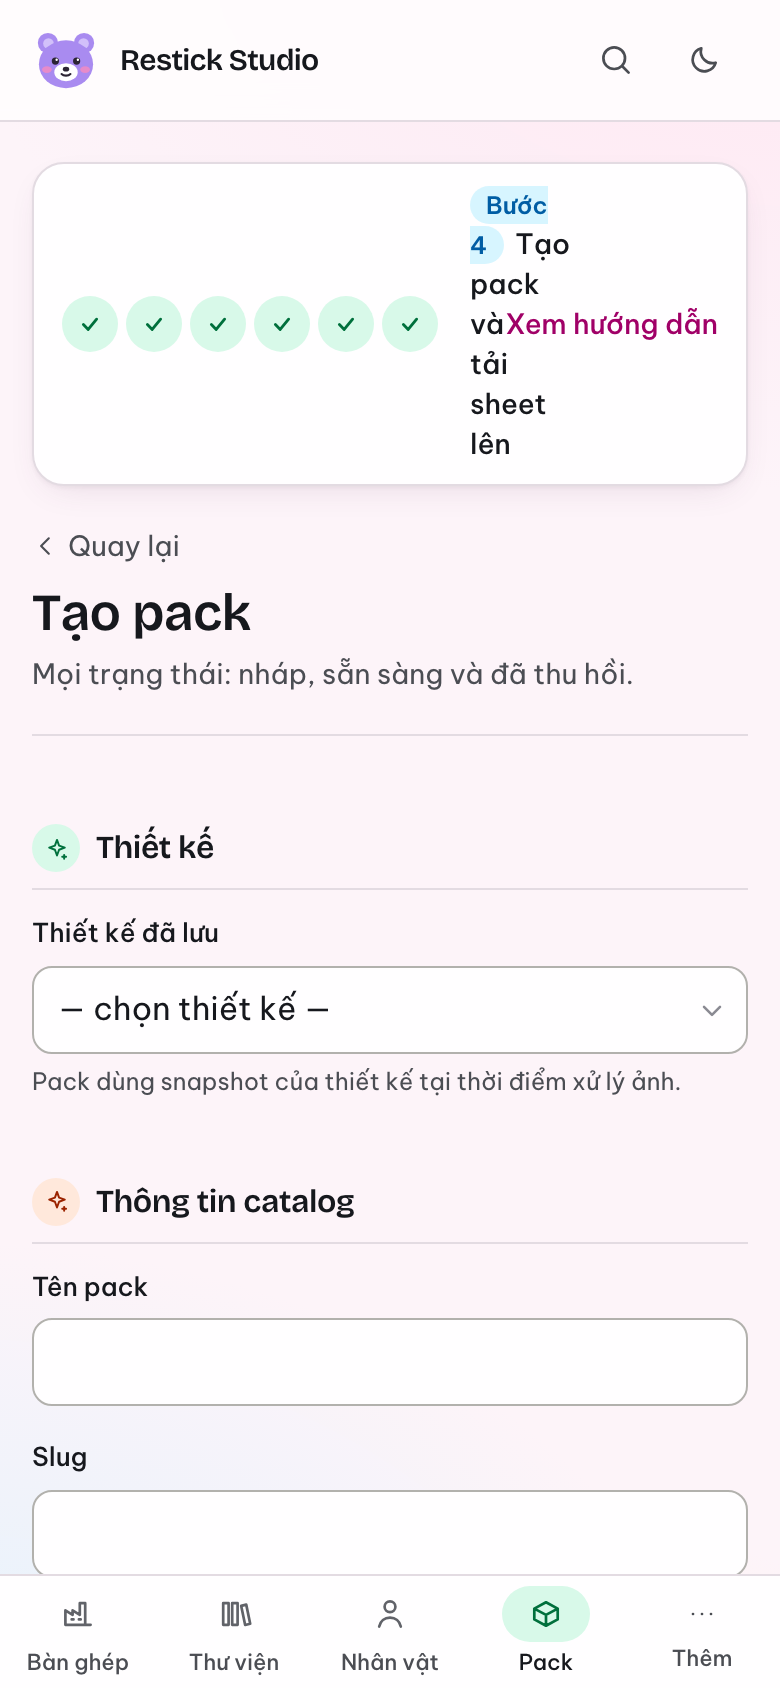 Restick Studio
Bước
4 Tạo
pack
và Xem hướng dẫn
tải
sheet
lên
Quay lại
Tạo pack
Mọi trạng thái: nháp, sẵn sàng và đã thu hồi.
Thiết kế
Thiết kế đã lưu
— chọn thiết kế —
Pack dùng snapshot của thiết kế tại thời điểm xử lý ảnh.
Thông tin catalog
Tên pack
Slug
Bàn ghép
Thư viện
Nhân vật
Pack
Thêm